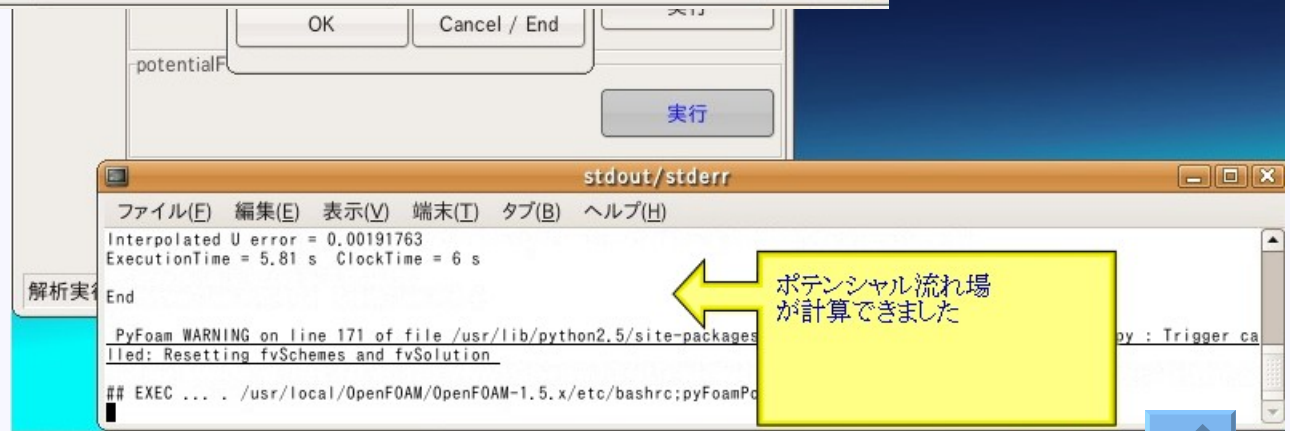 OK
Cancel / End
実行
potentialF
実行
stdout/stderr
ファイル(F) 編集(E) 表示(V) 端末(T) タブ(B) ヘルプ(H)
Interpolated U error = 0.00191763
ExecutionTime = 5.81 s ClockTime = 6 s
解析実
End
ポテンシャル流れ場
が計算できました
PyFoam WARNING on line 171 of file /usr/lib/python2.5/site-packages py : Trigger ca
lled: Resetting fvSchemes and fvSolution
## EXEC ... . /usr/local/OpenFOAM/OpenFOAM-1.5.x/etc/bashrc;pyFoamPo